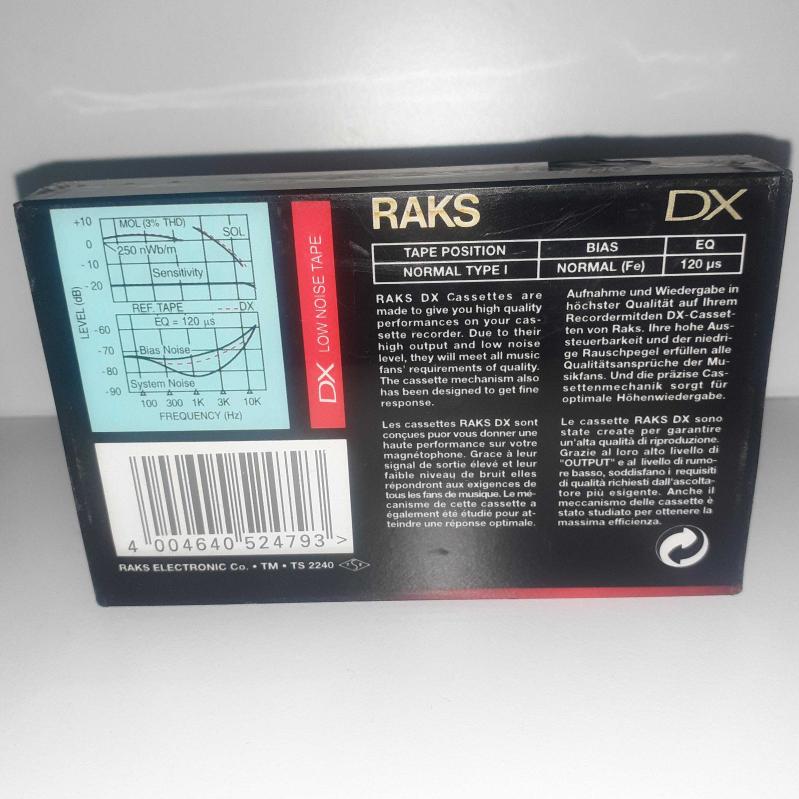 RAKS
DX
TAPE POSITION BIAS EQ
NORMAL TYPE I NORMAL (Fe) 120 µs
+10
0
-10
-20
-60
-70
-80
-90
LEVEL (dB)
MOL (3% THD)
SOL
250 nWb/m
Sensitivity
REF. TAPE ----DX
EQ = 120 µs
Bias Noise
System Noise
100 300 1K 3K 10K
FREQUENCY (Hz)
DX LOW NOISE TAPE
RAKS DX Cassettes are
made to give you high quality
performances on your cas-
sette recorder. Due to their
high output and low noise
level, they will meet all music
fans' requirements of quality.
The cassette mechanism also
has been designed to get fine
response.
Aufnahme und Wiedergabe in
höchster Qualität auf Ihrem
Recordermitden DX-Casset-
ten von Raks. Ihre hohe Aus-
steuerbarkeit und der niedri-
ge Rauschpegel erfüllen alle
Qualitätsansprüche der Mu-
sikfans. Und die präzise Cas-
settenmechanik sorgt für
optimale Höhenwiedergabe.
Les cassettes RAKS DX sont
conçues puor vous donner une
haute performance sur votre
magnétophone. Grace à leur
signal de sortie élevé et leur
faible niveau de bruit elles
répondront aux exigences de
tous les fans de musique. Le mé-
canisme de cette cassette a
également été étudié pour at-
teindre une réponse optimale.
Le cassette RAKS DX sono
state create per garantire
un'alta qualità di riproduzione.
Grazie al loro alto livello di
"OUTPUT" e al livello di rumo-
re basso, soddisfano i requisiti
di qualità richiesti dall'ascolta-
tore più esigente. Anche il
meccanismo delle cassette è
stato studiato per ottenere la
massima efficienza.
4 004640 524793 >
RAKS ELECTRONIC Co. • TM • TS 2240